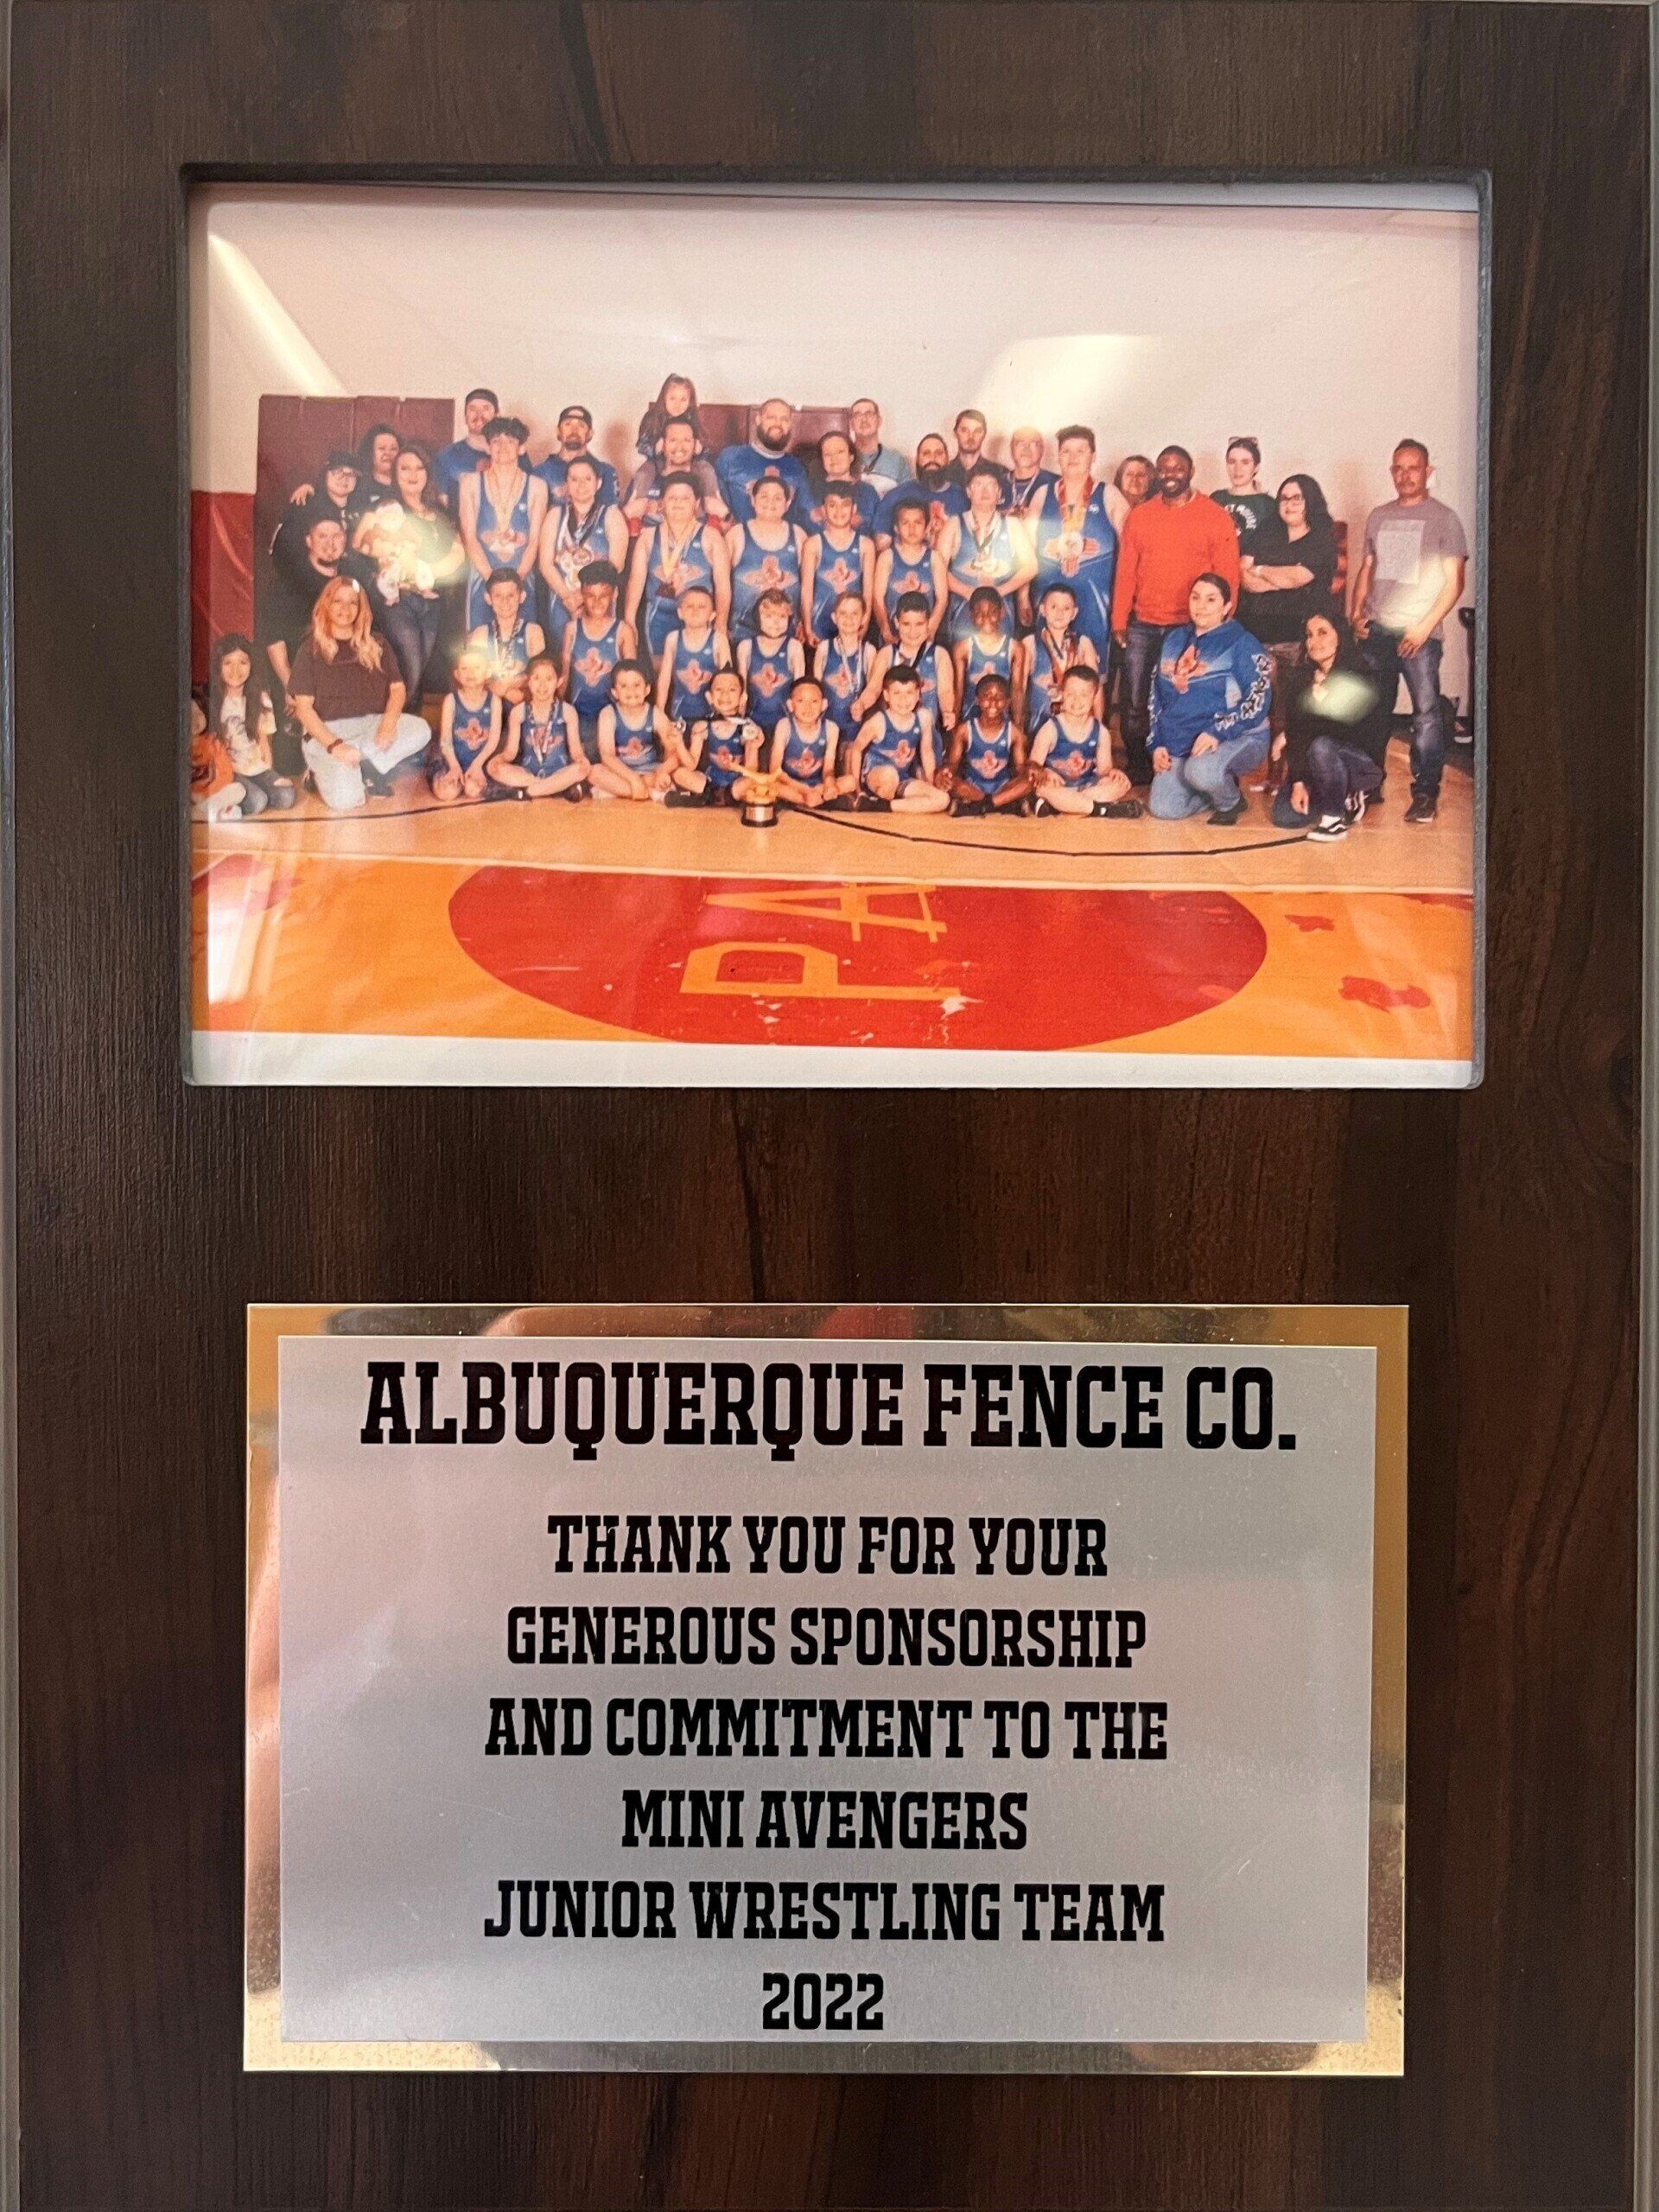 PAL
ALBUQUERQUE FENCE CO.
THANK YOU FOR YOUR
GENEROUS SPONSORSHIP
AND COMMITMENT TO THE
MINI AVENGERS
JUNIOR WRESTLING TEAM
2022